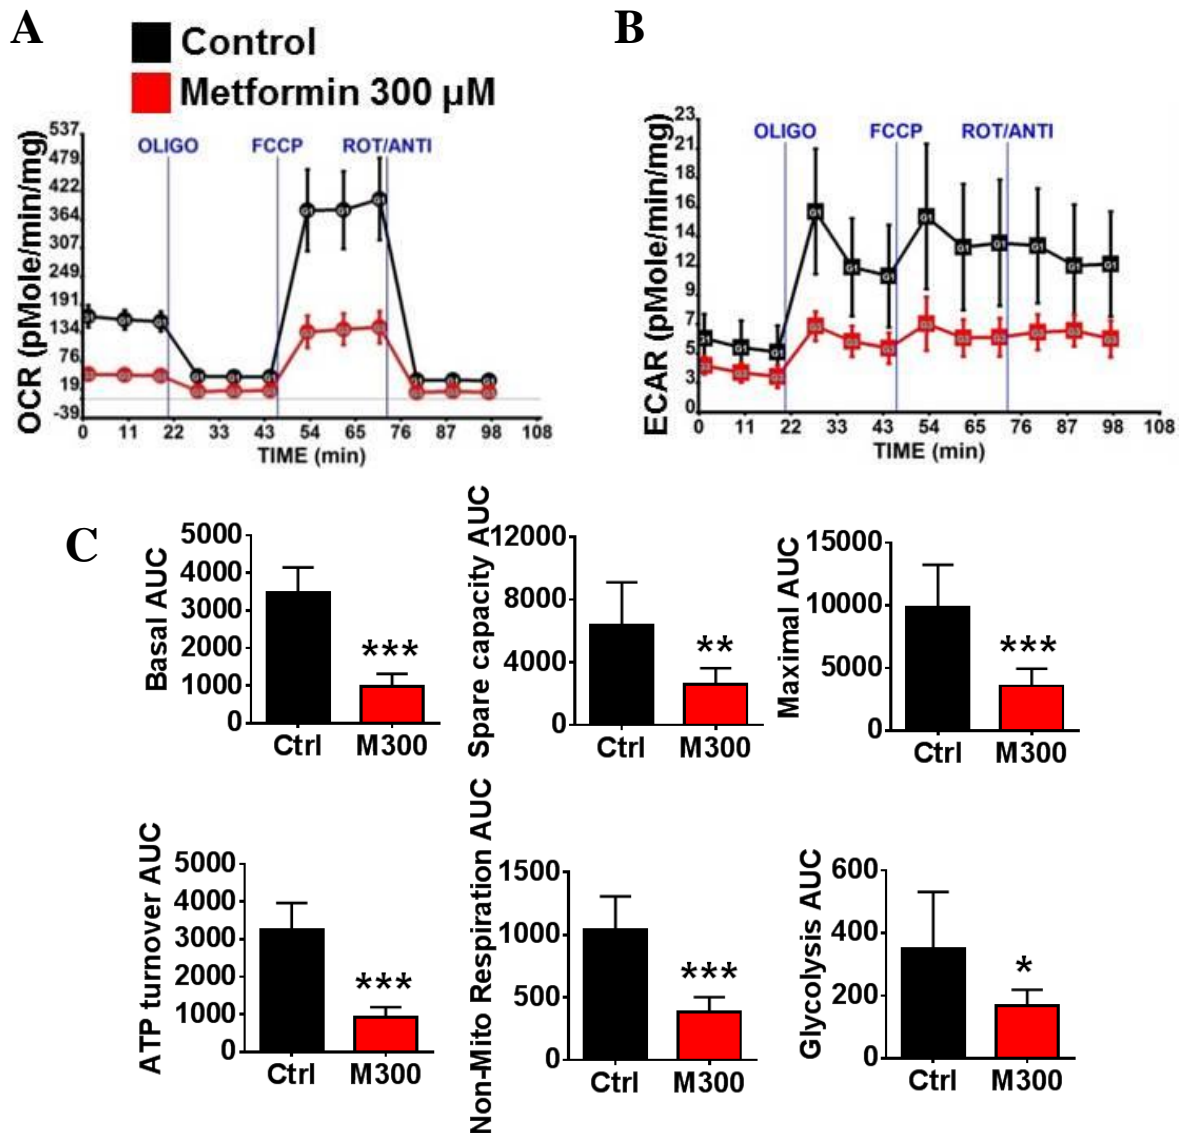 A
B
Control
Metformin 300 µM
OCR (pMole/min/mg)
537
479
422
364
307
249
191
134
76
19
-39
OLIGO FCCP ROT/ANTI
0 11 22 33 43 54 65 76 87 98 108
TIME (min)
ECAR (pMole/min/mg)
23
21
18
16
14
12
9
7
5
3
0
OLIGO FCCP ROT/ANTI
0 11 22 33 43 54 65 76 87 98 108
TIME (min)
C
Basal AUC
5000
4000
3000
2000
1000
0
***
Ctrl M300
Spare capacity AUC
12000
8000
4000
0
**
Ctrl M300
Maximal AUC
15000
10000
5000
0
***
Ctrl M300
ATP turnover AUC
5000
4000
3000
2000
1000
0
***
Ctrl M300
Non-Mito Respiration AUC
1500
1000
500
0
***
Ctrl M300
Glycolysis AUC
600
400
200
0
*
Ctrl M300